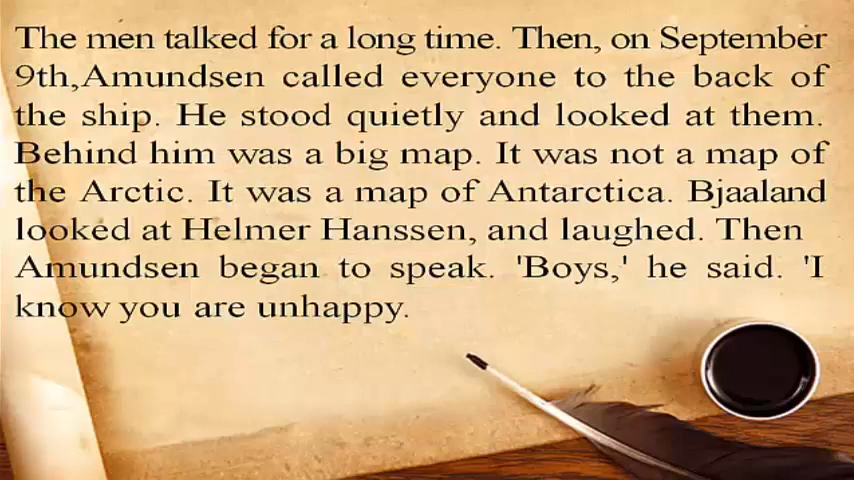 The men talked for a long time. Then, on September
9th,Amundsen called everyone to the back of
the ship. He stood quietly and looked at them.
Behind him was a big map. It was not a map of
the Arctic. It was a map of Antarctica. Bjaaland
looked at Helmer Hanssen, and laughed. Then
Amundsen began to speak. 'Boys,' he said. 'I
know you are unhappy.